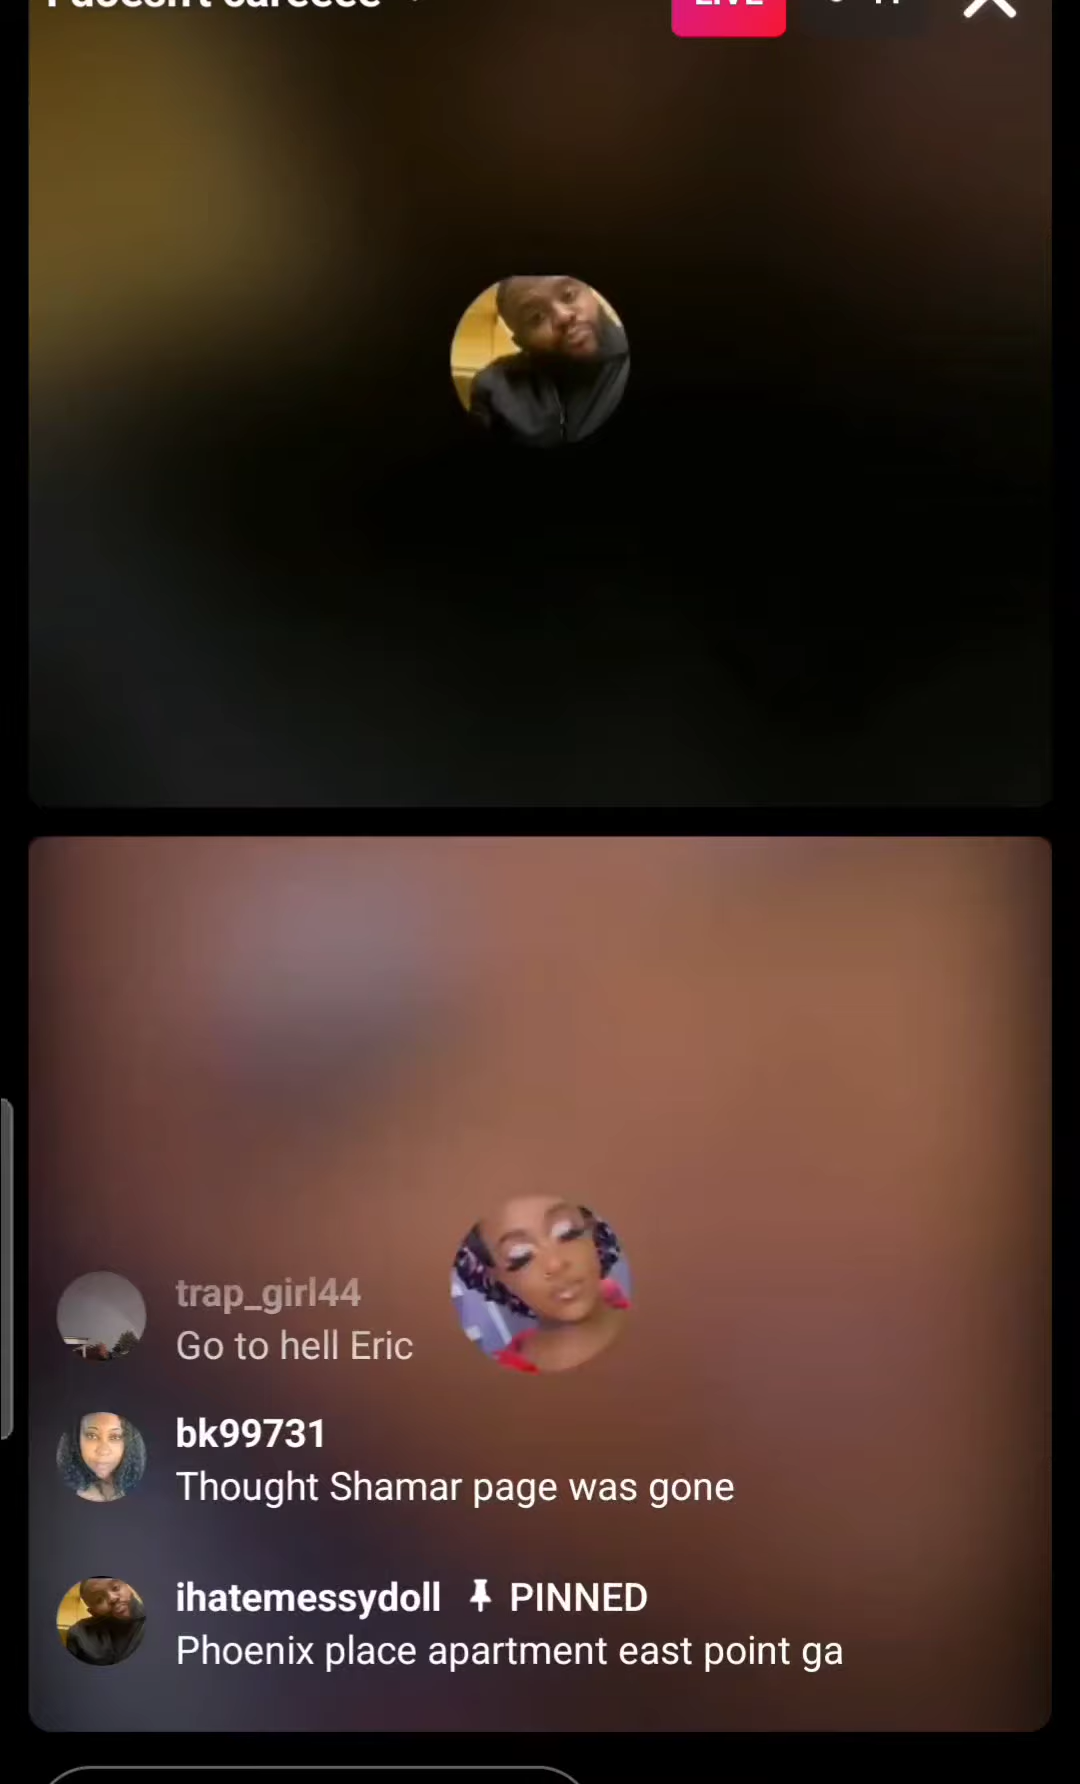 LIVE
trap_girl44
Go to hell Eric
bk99731
Thought Shamar page was gone
ihatemessydoll PINNED
Phoenix place apartment east point ga